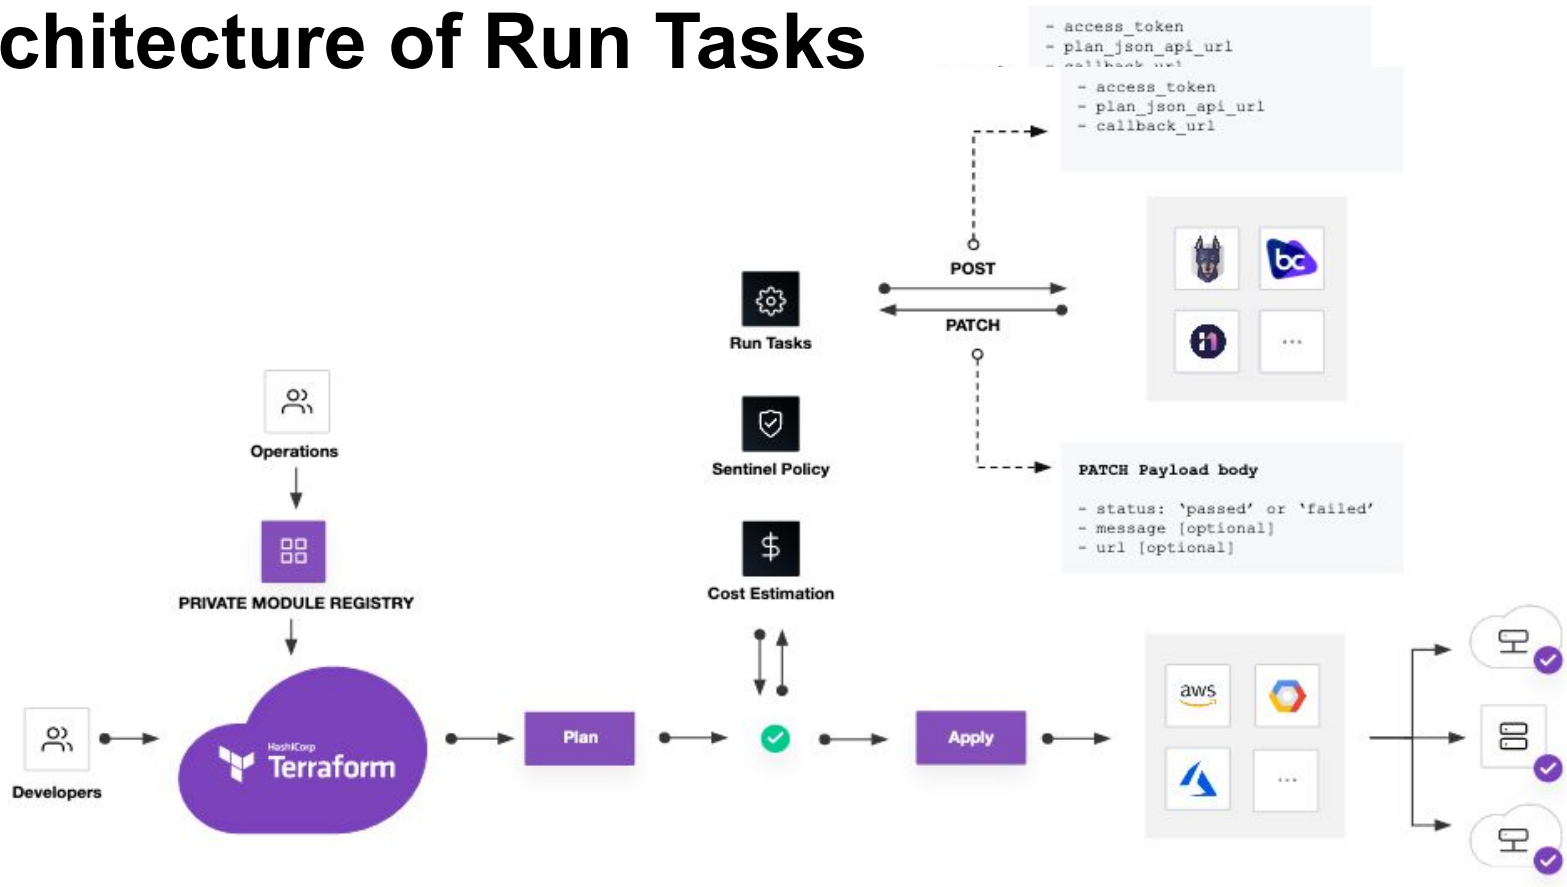 chitecture of Run Tasks
- access_token
- plan_json_api_url
- callback_url
- access_token
- plan_json_api_url
- callback_url
POST
PATCH
bc
...
Run Tasks
Operations
Sentinel Policy
PATCH Payload body
- status: ‘passed’ or ‘failed’
- message [optional]
- url [optional]
$
Cost Estimation
PRIVATE MODULE REGISTRY
HashiCorp
Terraform
Developers
Plan
Apply
aws
...